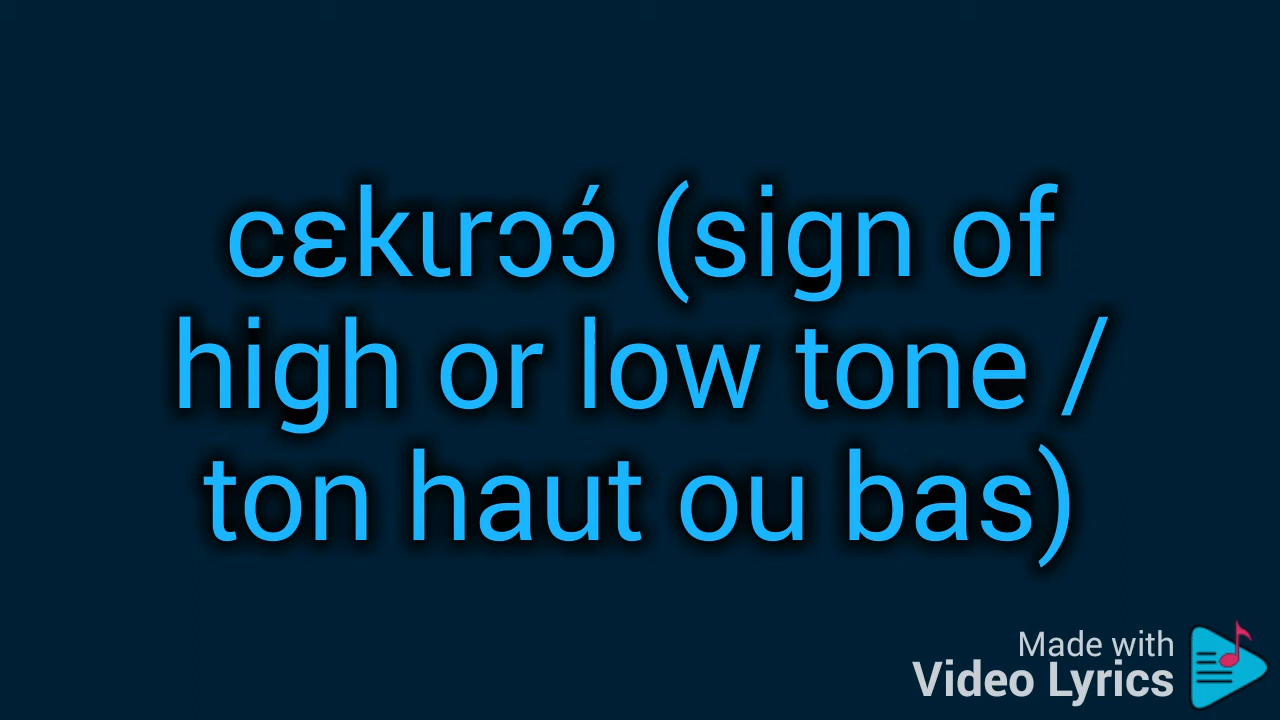 cɛkɩrɔɔ́ (sign of
high or low tone /
ton haut ou bas)
Made with
Video Lyrics